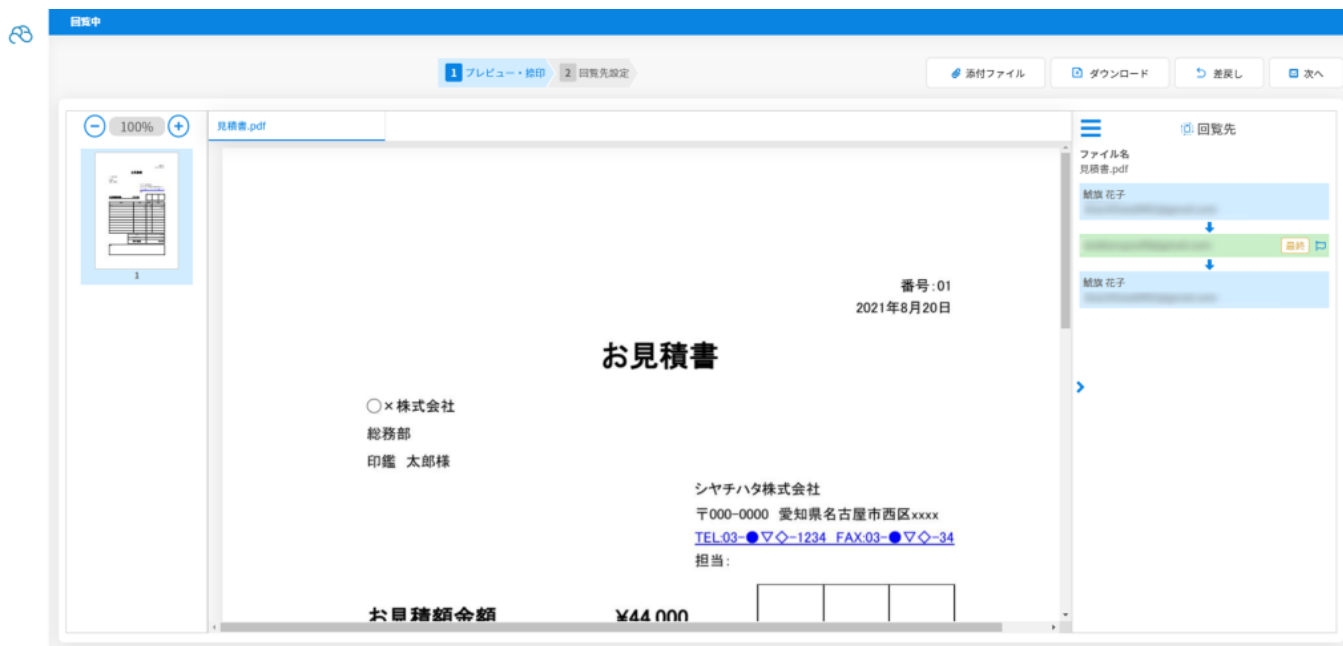 回覧中
1 プレビュー・捺印 2 回覧先設定
添付ファイル
ダウンロード
差戻し
次へ
100%
1
見積書.pdf
番号:01
2021年8月20日
お見積書
〇×株式会社
総務部
印鑑 太郎様
シヤチハタ株式会社
〒000-0000 愛知県名古屋市西区xxxx
TEL:03-●▽◇-1234 FAX:03-●▽◇-34
担当:
お見積額金額 ¥44,000
回覧先
ファイル名
見積書.pdf
鯱旗 花子
最終
鯱旗 花子